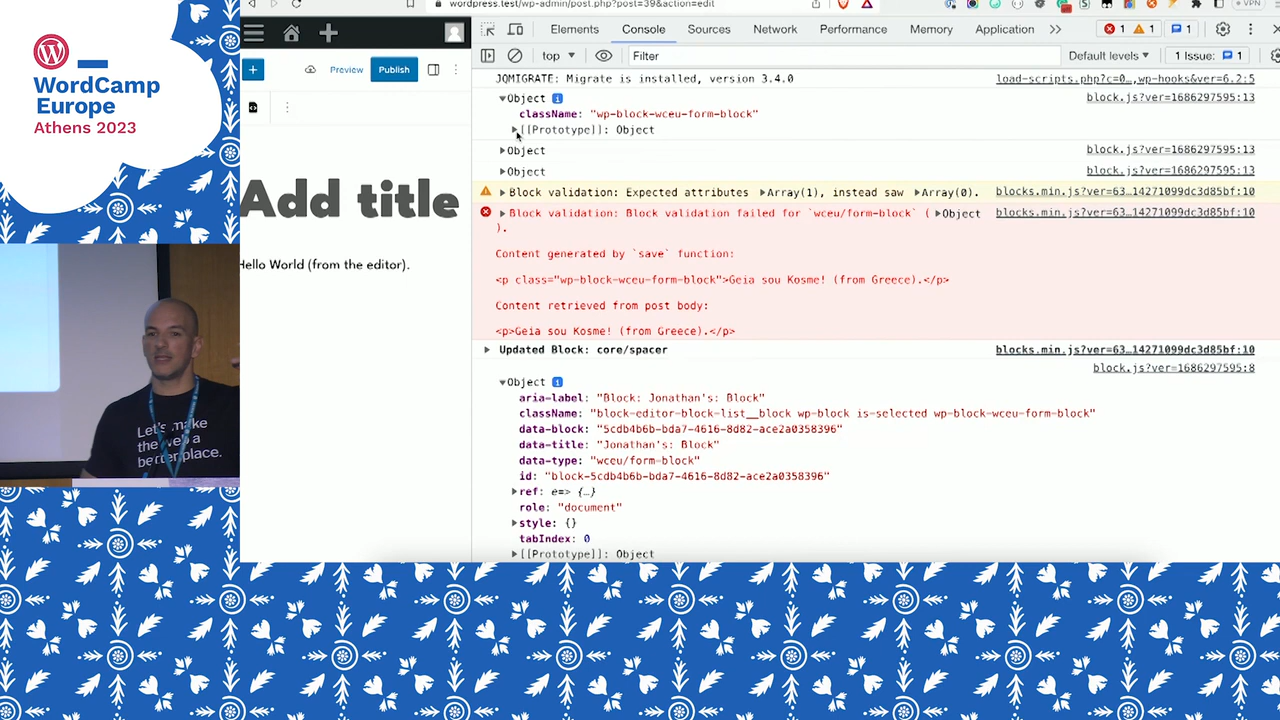 WordCamp
Europe
Athens 2023
Let's make
the web a
better place.
wordpress.test/wp-admin/post.php?post=39&action=edit
VPN
Preview
Publish
Add title
Hello World (from the editor).
Elements Console Sources Network Performance Memory Application 1 1 1
top Filter Default levels 1 Issue: 1
JQMIGRATE: Migrate is installed, version 3.4.0 load-scripts.php?c=0…,wp-hooks&ver=6.2:5
Object i block.js?ver=1686297595:13
className: "wp-block-wceu-form-block"
[[Prototype]]: Object
Object block.js?ver=1686297595:13
Object block.js?ver=1686297595:13
Block validation: Expected attributes Array(1), instead saw Array(0). blocks.min.js?ver=63…14271099dc3d85bf:10
Block validation: Block validation failed for `wceu/form-block` ( Object blocks.min.js?ver=63…14271099dc3d85bf:10
).
Content generated by `save` function:
<p class="wp-block-wceu-form-block">Geia sou Kosme! (from Greece).</p>
Content retrieved from post body:
<p>Geia sou Kosme! (from Greece).</p>
Updated Block: core/spacer blocks.min.js?ver=63…14271099dc3d85bf:10
block.js?ver=1686297595:8
Object i
aria-label: "Block: Jonathan's: Block"
className: "block-editor-block-list__block wp-block is-selected wp-block-wceu-form-block"
data-block: "5cdb4b6b-bda7-4616-8d82-ace2a0358396"
data-title: "Jonathan's: Block"
data-type: "wceu/form-block"
id: "block-5cdb4b6b-bda7-4616-8d82-ace2a0358396"
ref: e=> {…}
role: "document"
style: {}
tabIndex: 0
[[Prototype]]: Object